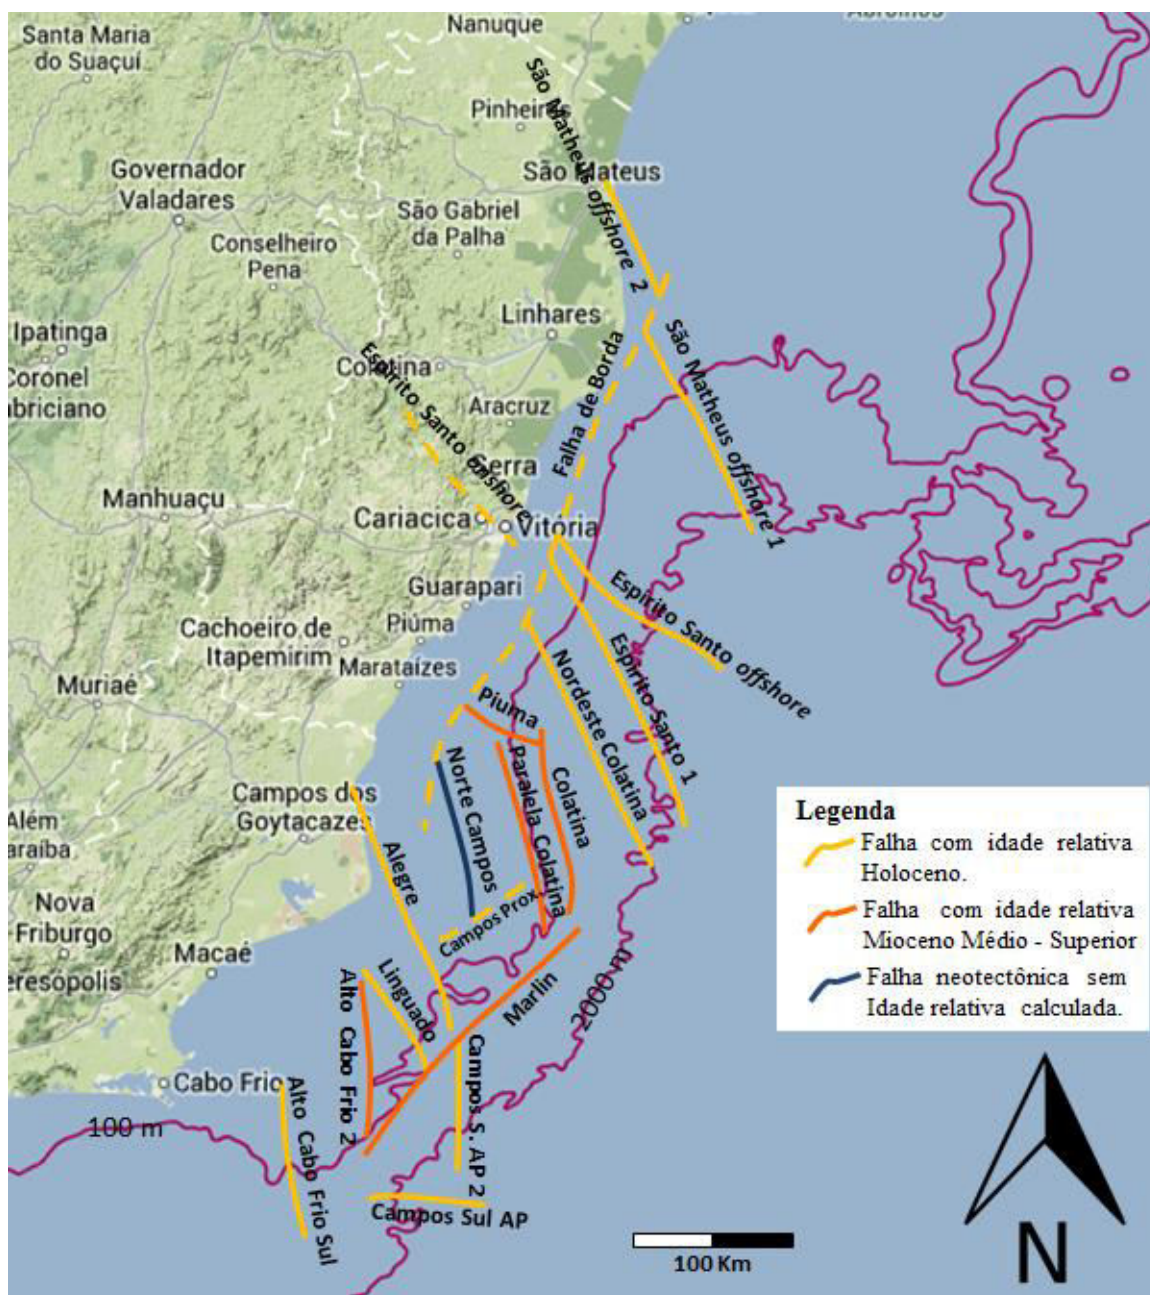 Nanuque
Santa Maria
do Suaçuí
São Matheus offshore 2
Pinheiros
São Mateus
Governador
Valadares
São Gabriel
da Palha
Conselheiro
Pena
Linhares
Ipatinga
Coronel
São Matheus offshore 1
Falha de Borda
Colatina
Espírito Santo onshore
Aracruz
Serra
Manhuaçu
Cariacica
Vitória
Guarapari
Espírito Santo offshore
Piúma
Cachoeiro de
Itapemirim
Marataízes
Muriaé
Espírito Santo 1
Nordeste Colatina
Piuma
Norte Campos
Paralela Colatina
Colatina
Campos dos
Goytacazes
Além
Alegre
Campos Prox.
Nova
Friburgo
Macaé
Linguado
Alto Cabo Frio 2
Marlin
2000 m
Campos S. AP 2
Cabo Frio
100 m
Alto Cabo Frio Sul
Campos Sul AP
Legenda
Falha com idade relativa
Holoceno.
Falha com idade relativa
Mioceno Médio - Superior
Falha neotectônica sem
Idade relativa calculada.
100 Km
N